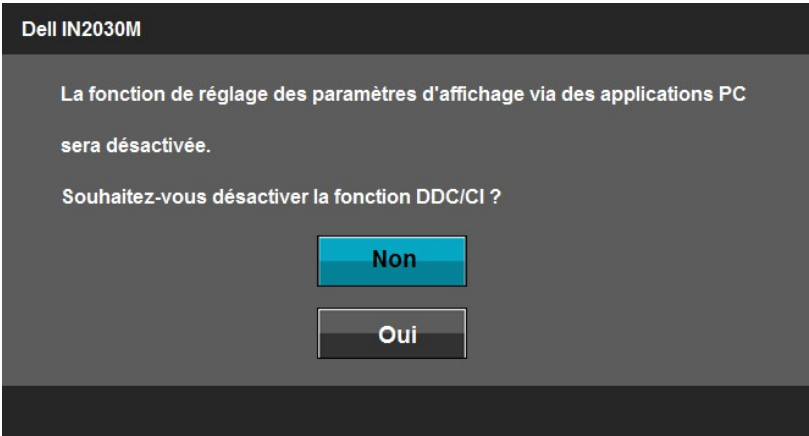 Dell IN2030M
La fonction de réglage des paramètres d'affichage via des applications PC
sera désactivée.
Souhaitez-vous désactiver la fonction DDC/CI ?
Non
Oui